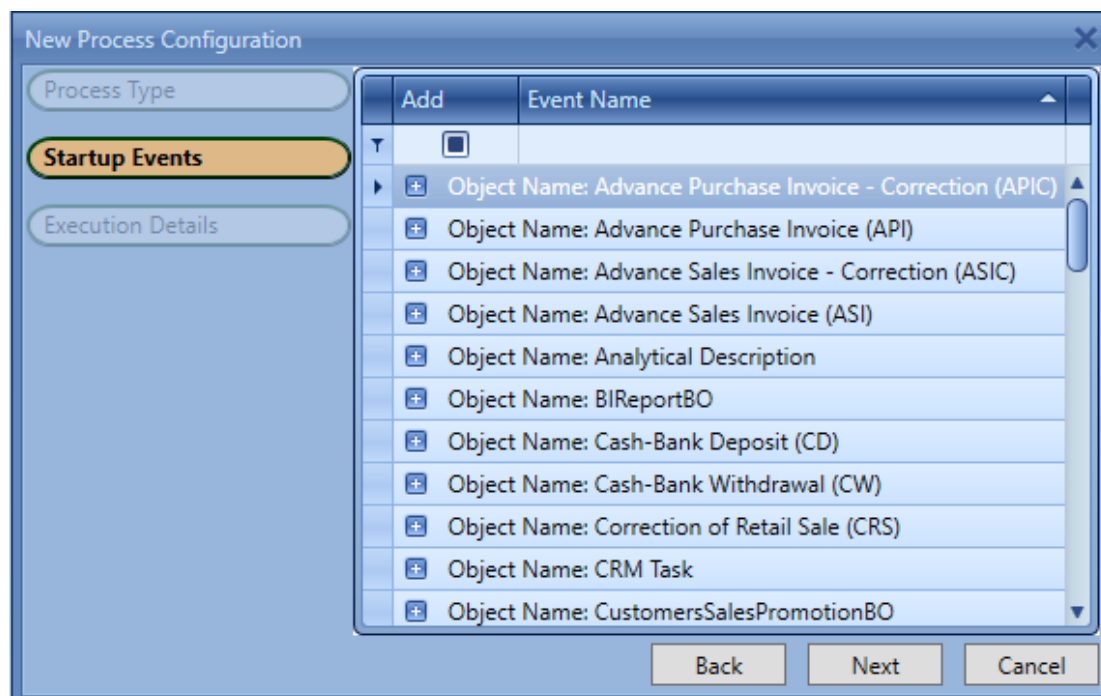 New Process Configuration
Process Type
Startup Events
Execution Details
Add Event Name
Object Name: Advance Purchase Invoice - Correction (APIC)
Object Name: Advance Purchase Invoice (API)
Object Name: Advance Sales Invoice - Correction (ASIC)
Object Name: Advance Sales Invoice (ASI)
Object Name: Analytical Description
Object Name: BIReportBO
Object Name: Cash-Bank Deposit (CD)
Object Name: Cash-Bank Withdrawal (CW)
Object Name: Correction of Retail Sale (CRS)
Object Name: CRM Task
Object Name: CustomersSalesPromotionBO
Back Next Cancel